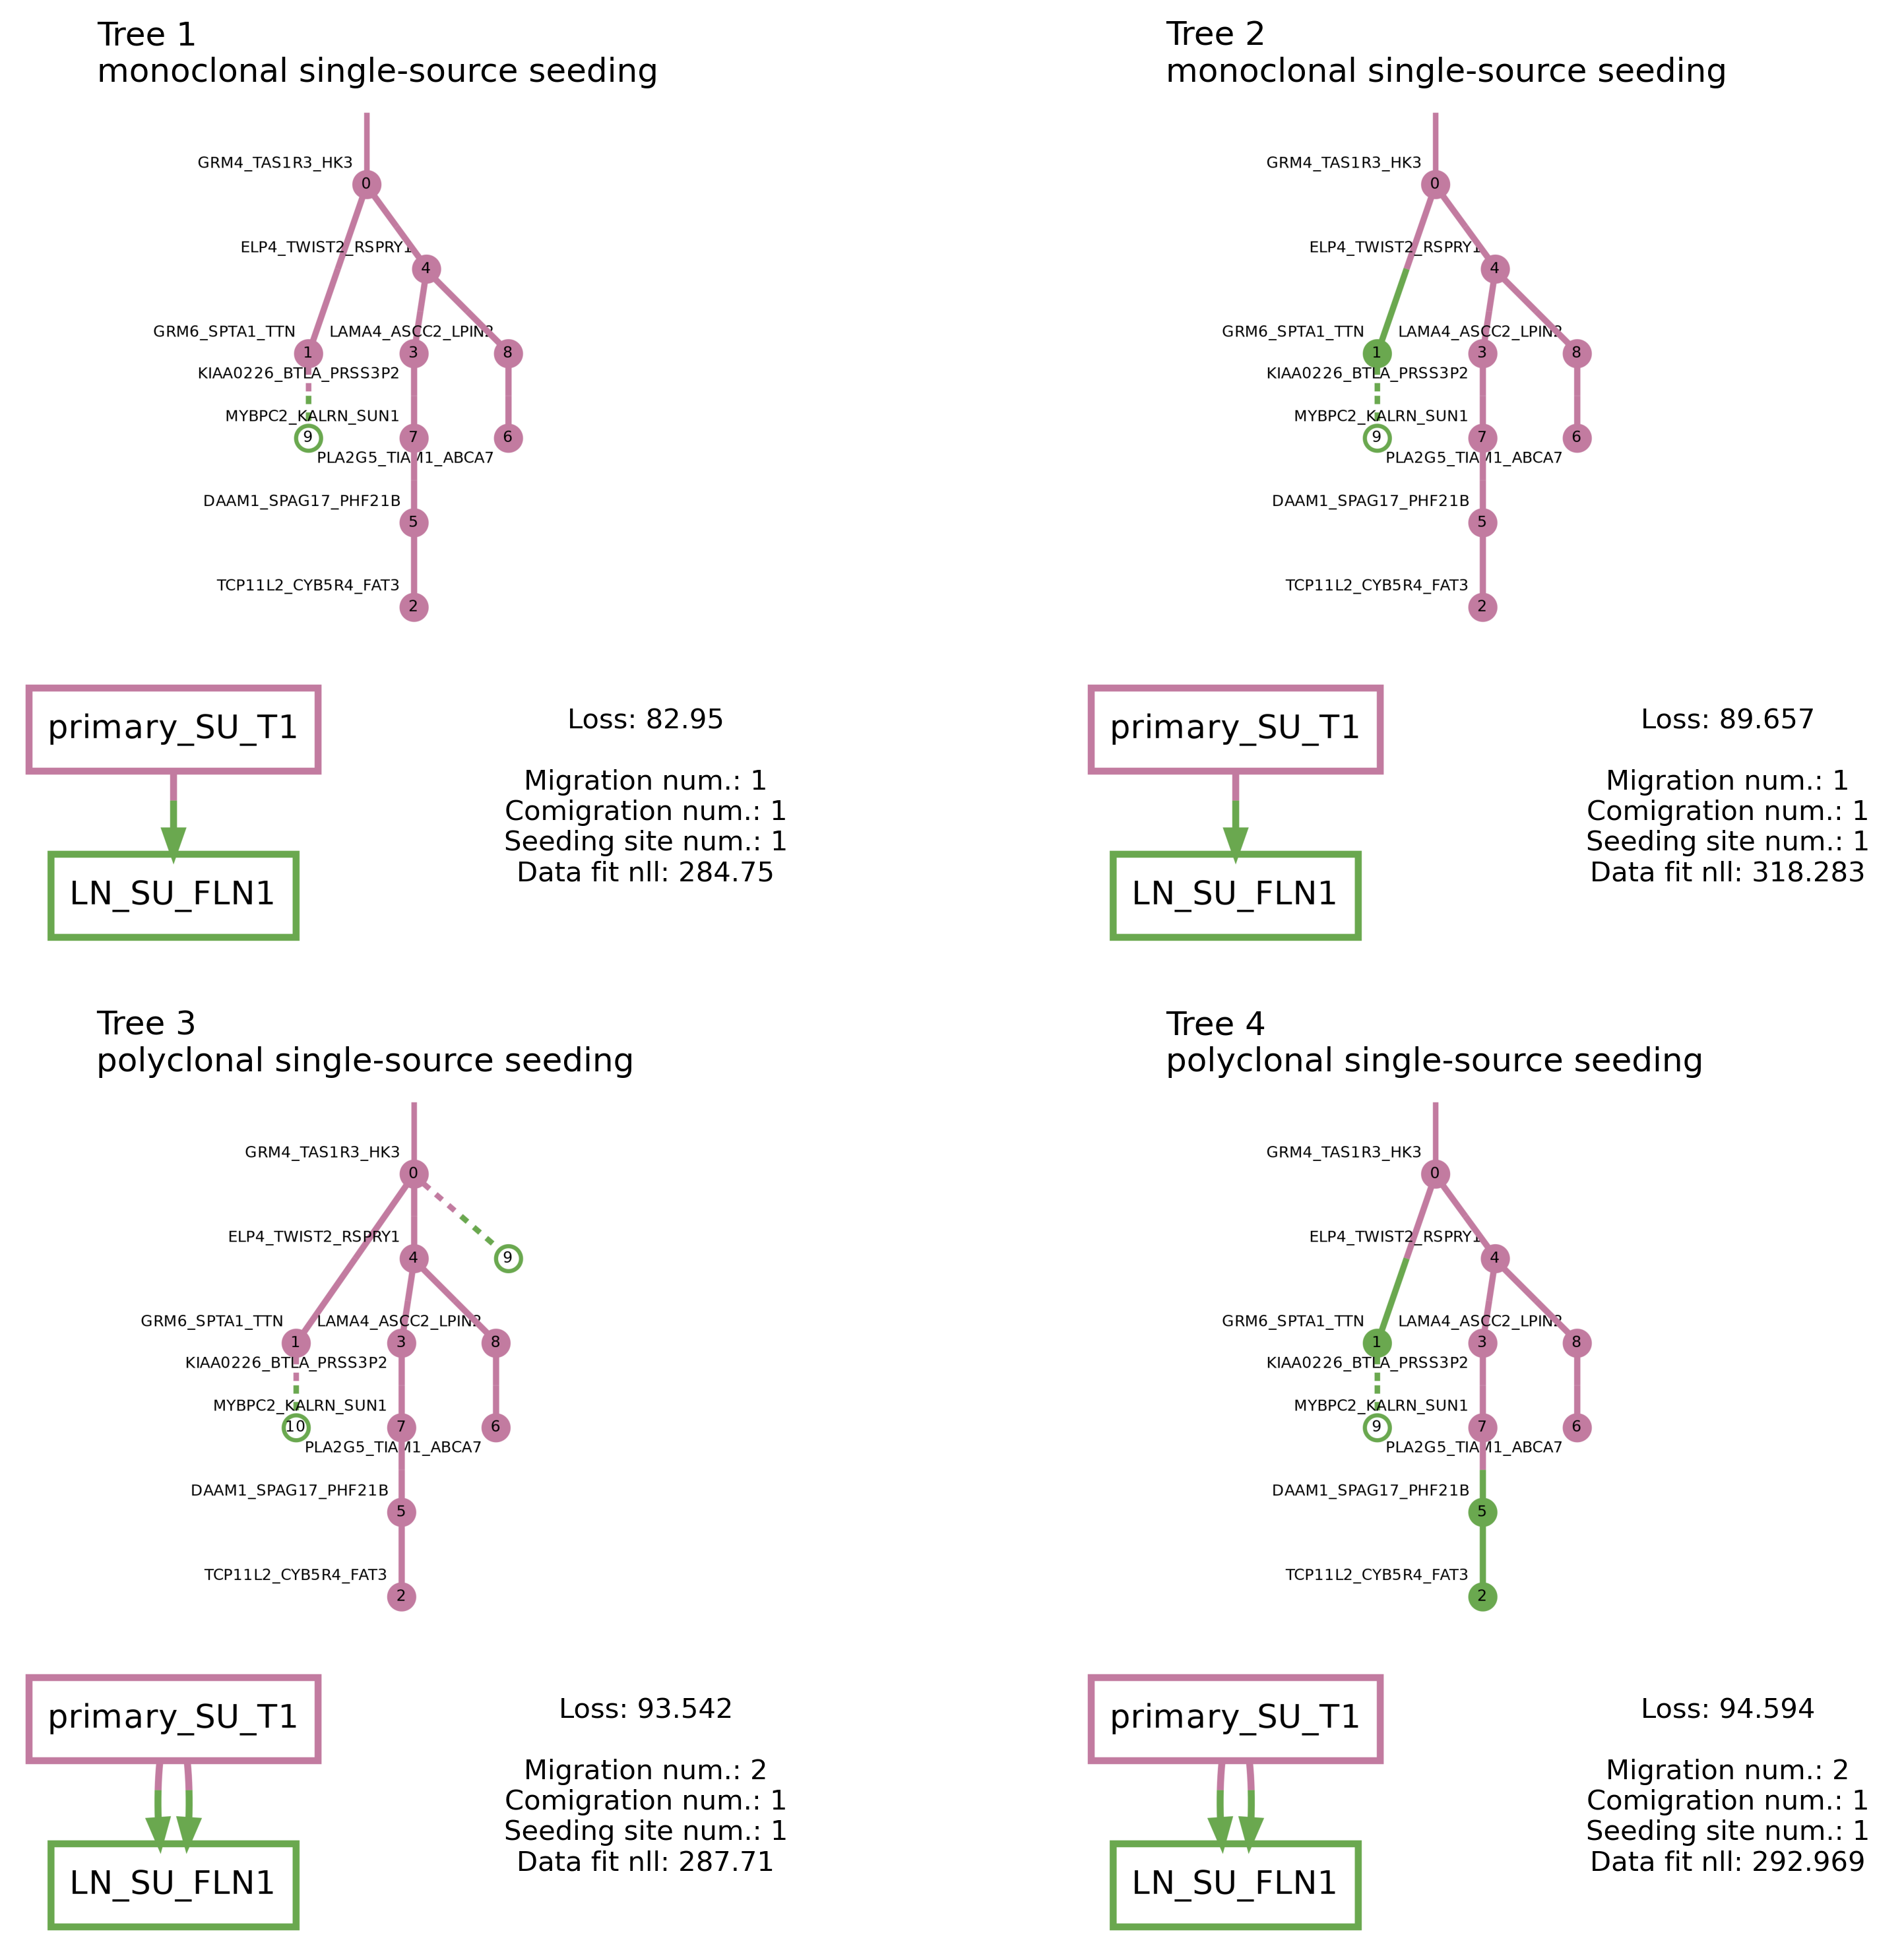 Tree 1
monoclonal single-source seeding
GRM4_TAS1R3_HK3
0
ELP4_TWIST2_RSPRY1
4
GRM6_SPTA1_TTN
LAMA4_ASCC2_LPIN2
1
3
8
KIAA0226_BTLA_PRSS3P2
MYBPC2_KALRN_SUN1
9
7
6
PLA2G5_TIAM1_ABCA7
DAAM1_SPAG17_PHF21B
5
TCP11L2_CYB5R4_FAT3
2
primary_SU_T1
LN_SU_FLN1
Loss: 82.95
Migration num.: 1
Comigration num.: 1
Seeding site num.: 1
Data fit nll: 284.75
Tree 2
monoclonal single-source seeding
GRM4_TAS1R3_HK3
0
ELP4_TWIST2_RSPRY1
4
GRM6_SPTA1_TTN
LAMA4_ASCC2_LPIN2
1
3
8
KIAA0226_BTLA_PRSS3P2
MYBPC2_KALRN_SUN1
9
7
6
PLA2G5_TIAM1_ABCA7
DAAM1_SPAG17_PHF21B
5
TCP11L2_CYB5R4_FAT3
2
primary_SU_T1
LN_SU_FLN1
Loss: 89.657
Migration num.: 1
Comigration num.: 1
Seeding site num.: 1
Data fit nll: 318.283
Tree 3
polyclonal single-source seeding
GRM4_TAS1R3_HK3
0
ELP4_TWIST2_RSPRY1
4
9
GRM6_SPTA1_TTN
LAMA4_ASCC2_LPIN2
1
3
8
KIAA0226_BTLA_PRSS3P2
MYBPC2_KALRN_SUN1
10
7
6
PLA2G5_TIAM1_ABCA7
DAAM1_SPAG17_PHF21B
5
TCP11L2_CYB5R4_FAT3
2
primary_SU_T1
LN_SU_FLN1
Loss: 93.542
Migration num.: 2
Comigration num.: 1
Seeding site num.: 1
Data fit nll: 287.71
Tree 4
polyclonal single-source seeding
GRM4_TAS1R3_HK3
0
ELP4_TWIST2_RSPRY1
4
GRM6_SPTA1_TTN
LAMA4_ASCC2_LPIN2
1
3
8
KIAA0226_BTLA_PRSS3P2
MYBPC2_KALRN_SUN1
9
7
6
PLA2G5_TIAM1_ABCA7
DAAM1_SPAG17_PHF21B
5
TCP11L2_CYB5R4_FAT3
2
primary_SU_T1
LN_SU_FLN1
Loss: 94.594
Migration num.: 2
Comigration num.: 1
Seeding site num.: 1
Data fit nll: 292.969